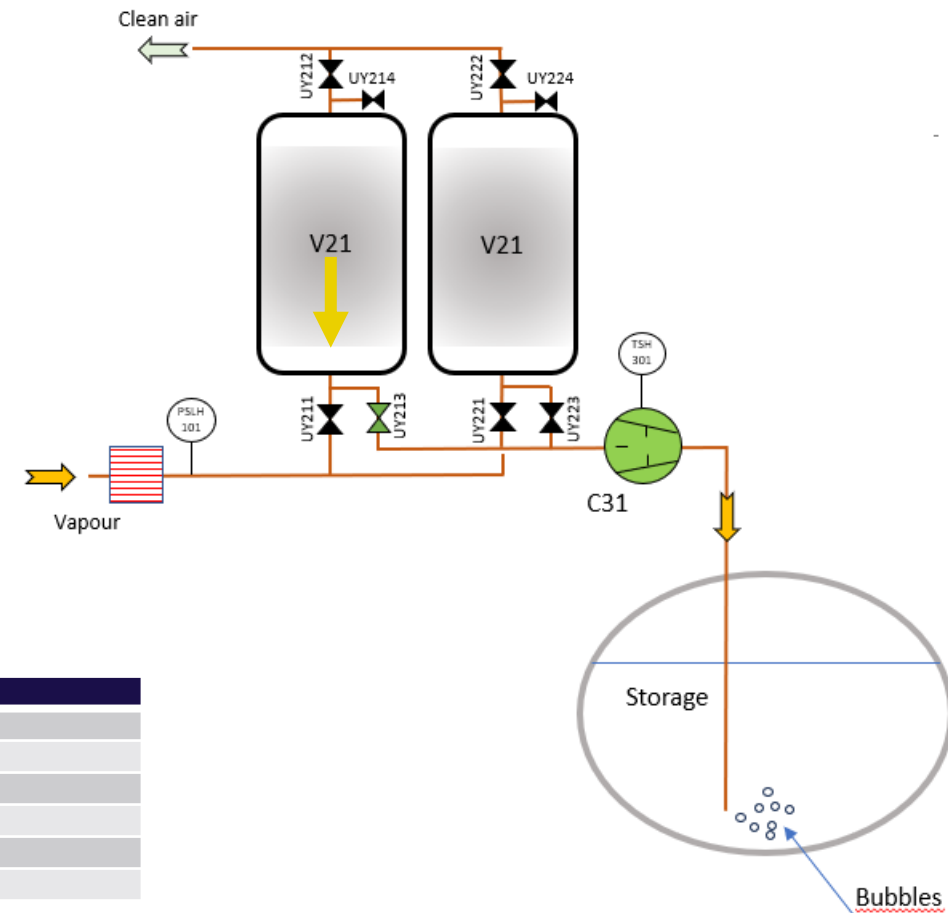 Clean air
UY212
UY214
UY222
UY224
V21
V21
TSH
301
PSLH
101
UY211
UY213
UY221
UY223
C31
Vapour
Storage
Bubbles